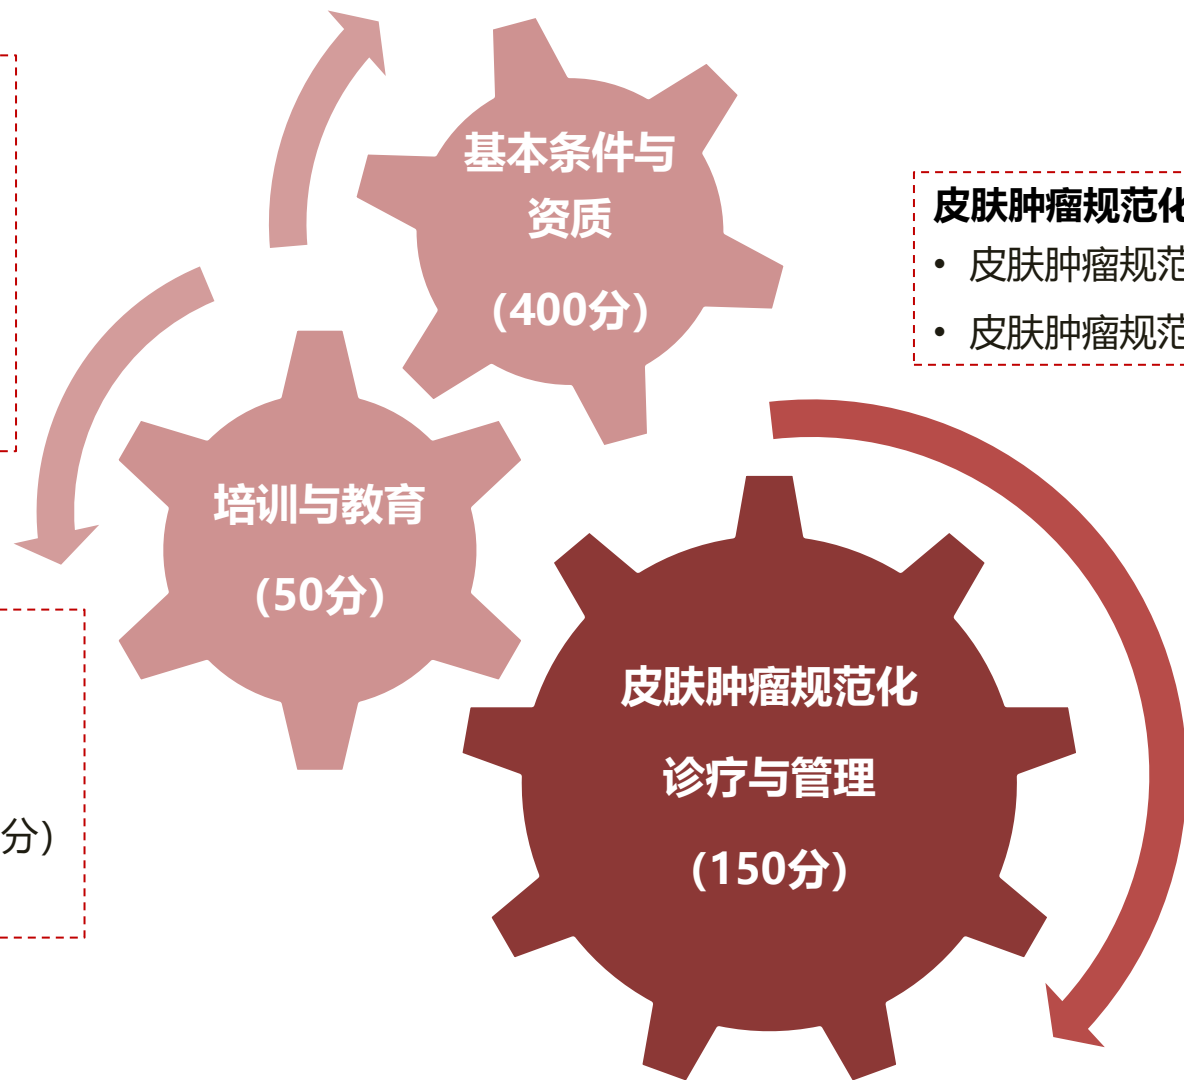 基本条件与
资质
（400分）
皮肤肿瘤规范化
• 皮肤肿瘤规范
• 皮肤肿瘤规范
培训与教育
（50分）
分）
皮肤肿瘤规范化
诊疗与管理
（150分）